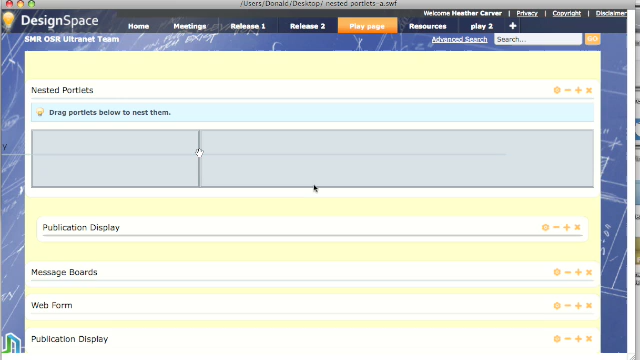 /Users/Donald/Desktop/ nested portlets-a.swf
Welcome Heather Carver | Privacy | Copyright | Disclaimer
DesignSpace
Home Meetings Release 1 Release 2 Play page Resources play 2
SMR OSR Ultranet Team
Advanced Search Search... GO
Nested Portlets
Drag portlets below to nest them.
y
Publication Display
Message Boards
Web Form
Publication Display